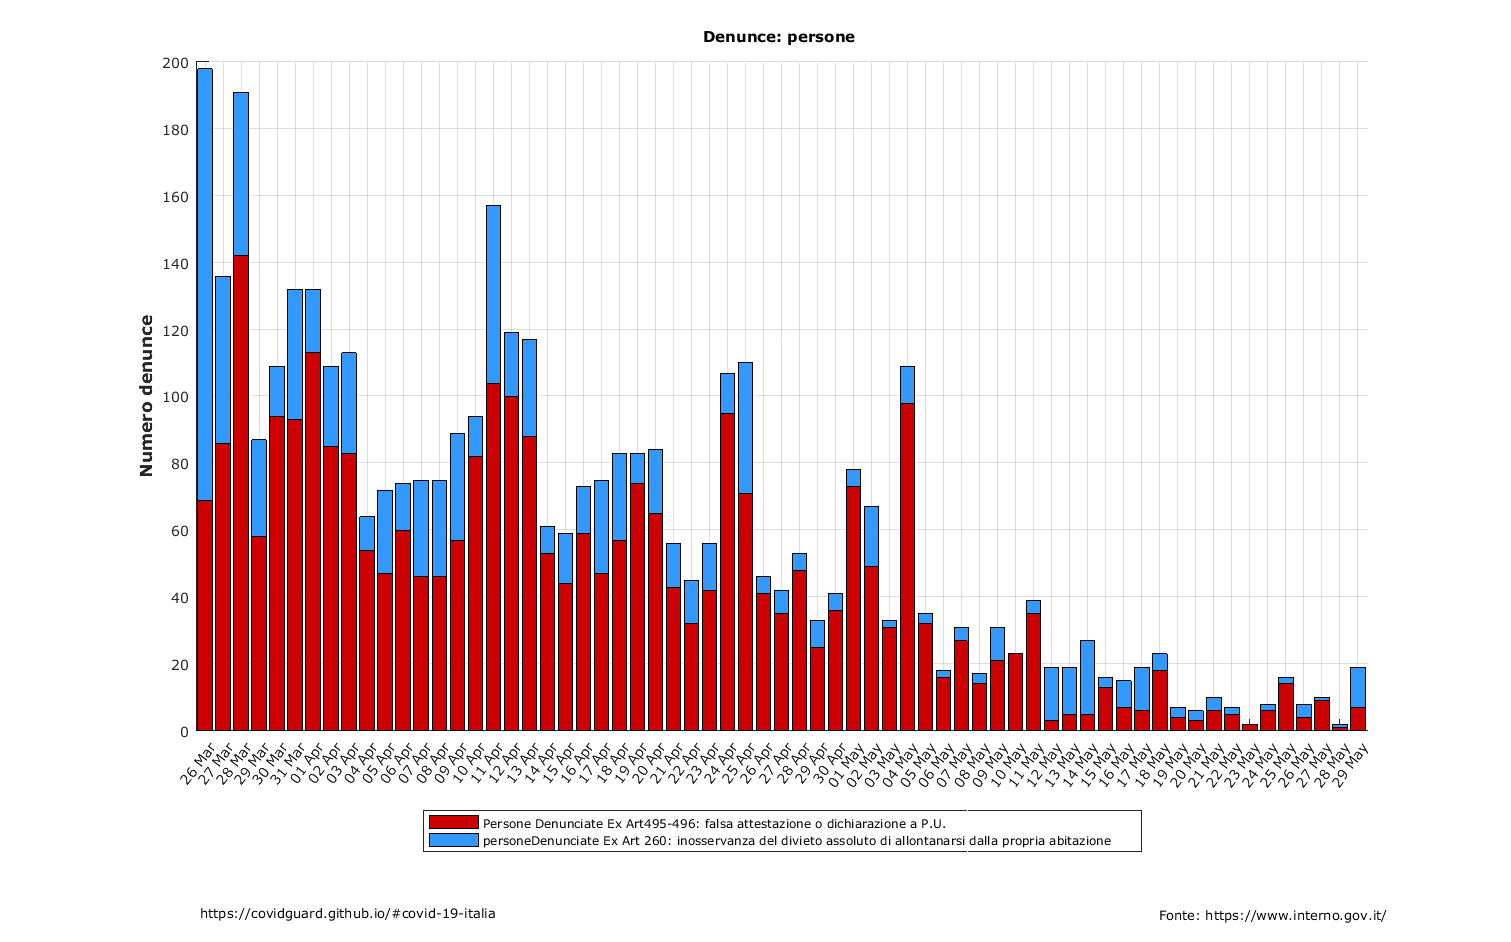 Denunce: persone
Numero denunce
200
180
160
140
120
100
80
60
40
20
0
26 Mar
27 Mar
28 Mar
29 Mar
30 Mar
31 Mar
01 Apr
02 Apr
03 Apr
04 Apr
05 Apr
06 Apr
07 Apr
08 Apr
09 Apr
10 Apr
11 Apr
12 Apr
13 Apr
14 Apr
15 Apr
16 Apr
17 Apr
18 Apr
19 Apr
20 Apr
21 Apr
22 Apr
23 Apr
24 Apr
25 Apr
26 Apr
27 Apr
28 Apr
29 Apr
30 Apr
01 May
02 May
03 May
04 May
05 May
06 May
07 May
08 May
09 May
10 May
11 May
12 May
13 May
14 May
15 May
16 May
17 May
18 May
19 May
20 May
21 May
22 May
23 May
24 May
25 May
26 May
27 May
28 May
29 May
Persone Denunciate Ex Art495-496: falsa attestazione o dichiarazione a P.U.
personeDenunciate Ex Art 260: inosservanza del divieto assoluto di allontanarsi dalla propria abitazione
https://covidguard.github.io/#covid-19-italia
Fonte: https://www.interno.gov.it/